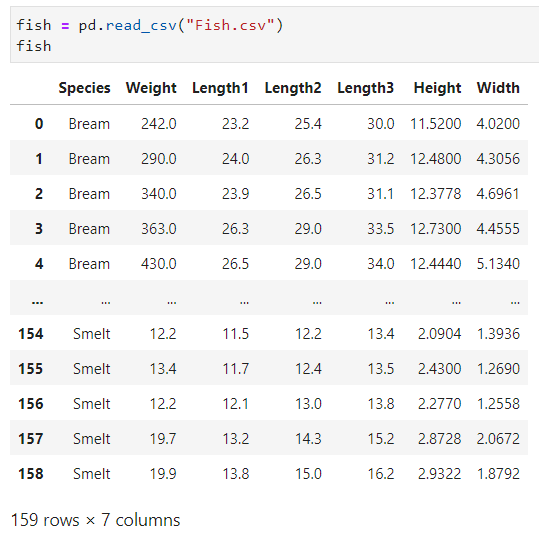 fish = pd.read_csv("Fish.csv")
fish
Species Weight Length1 Length2 Length3 Height Width
0 Bream 242.0 23.2 25.4 30.0 11.5200 4.0200
1 Bream 290.0 24.0 26.3 31.2 12.4800 4.3056
2 Bream 340.0 23.9 26.5 31.1 12.3778 4.6961
3 Bream 363.0 26.3 29.0 33.5 12.7300 4.4555
4 Bream 430.0 26.5 29.0 34.0 12.4440 5.1340
... ... ... ... ... ... ... ...
154 Smelt 12.2 11.5 12.2 13.4 2.0904 1.3936
155 Smelt 13.4 11.7 12.4 13.5 2.4300 1.2690
156 Smelt 12.2 12.1 13.0 13.8 2.2770 1.2558
157 Smelt 19.7 13.2 14.3 15.2 2.8728 2.0672
158 Smelt 19.9 13.8 15.0 16.2 2.9322 1.8792
159 rows × 7 columns